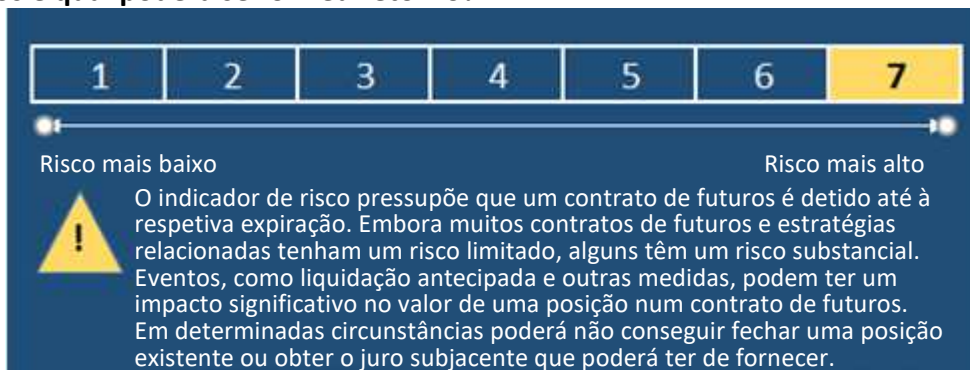 1 2 3 4 5 6 7
Risco mais baixo Risco mais alto
!
O indicador de risco pressupõe que um contrato de futuros é detido até à
respetiva expiração. Embora muitos contratos de futuros e estratégias
relacionadas tenham um risco limitado, alguns têm um risco substancial.
Eventos, como liquidação antecipada e outras medidas, podem ter um
impacto significativo no valor de uma posição num contrato de futuros.
Em determinadas circunstâncias poderá não conseguir fechar uma posição
existente ou obter o juro subjacente que poderá ter de fornecer.